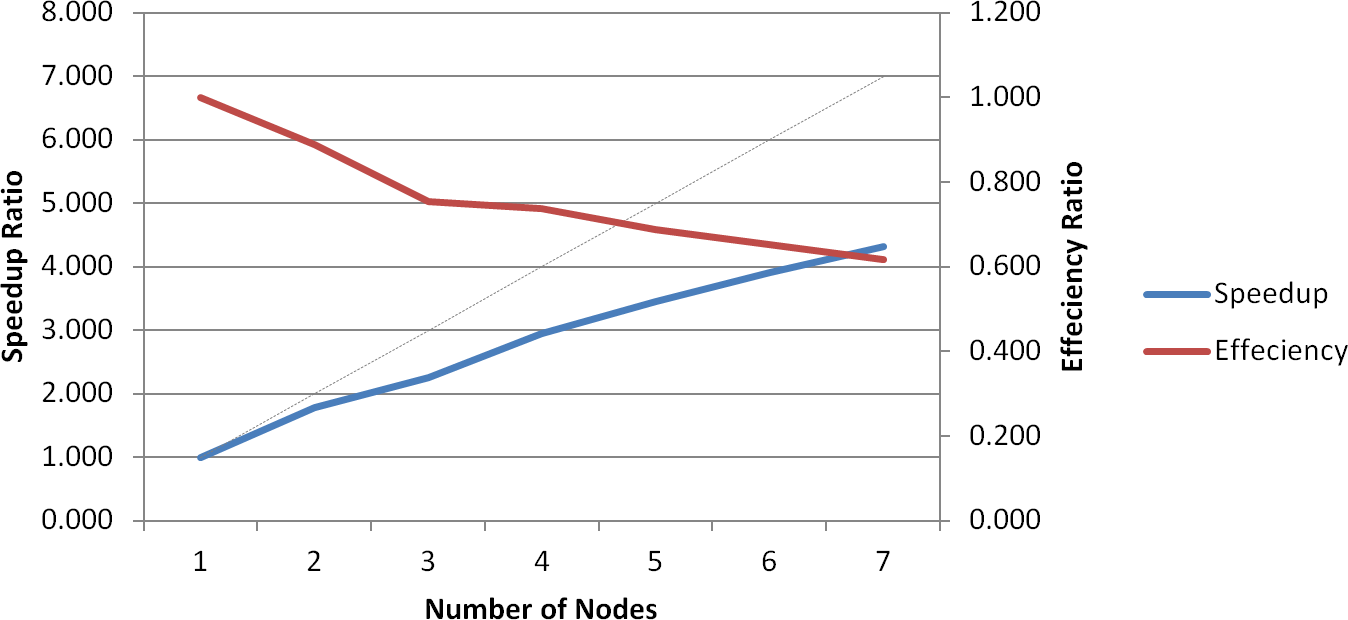 8.000
7.000
6.000
5.000
4.000
3.000
2.000
1.000
0.000
Speedup Ratio
1.200
1.000
0.800
0.600
0.400
0.200
0.000
Effeciency Ratio
1 2 3 4 5 6 7
Number of Nodes
Speedup
Effeciency